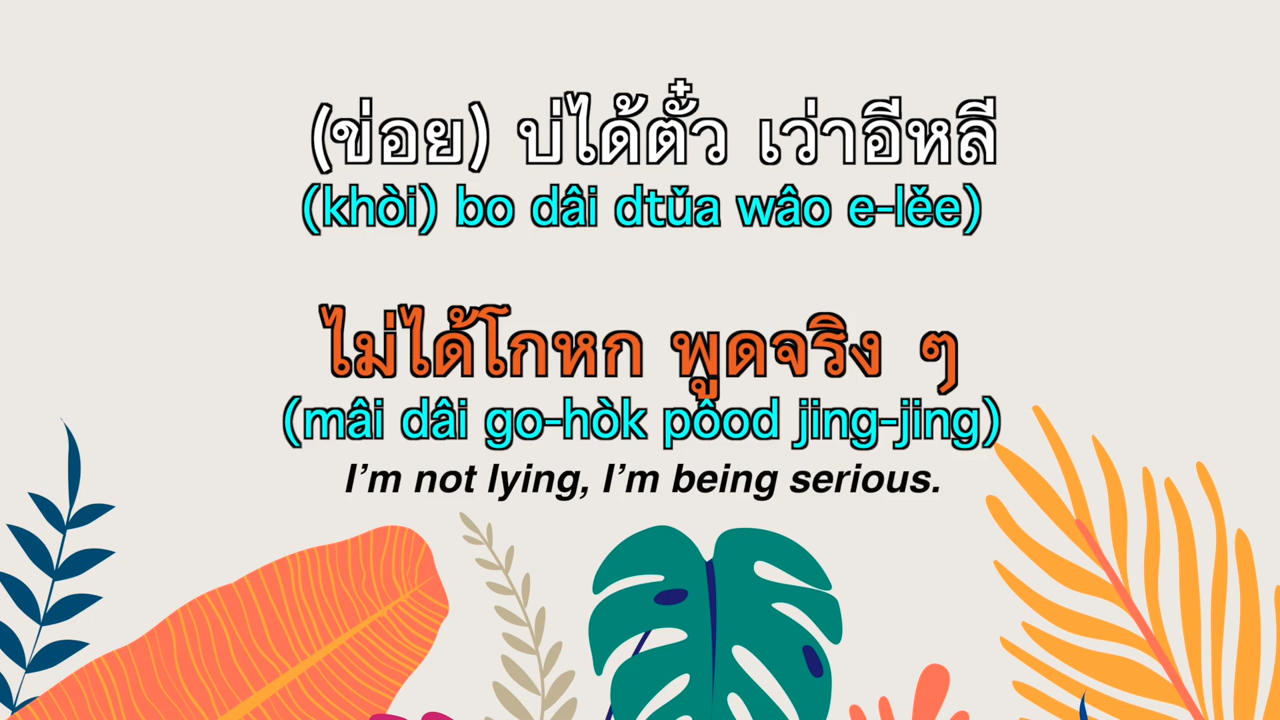 (ข่อย) บ่ได้ตั๋ว เว่าอีหลี
(khòi) bo dâi dtŭa wâo e-lěe)
ไม่ได้โกหก พูดจริง ๆ
(mâi dâi go-hòk pôod jing-jing)
I'm not lying, I'm being serious.